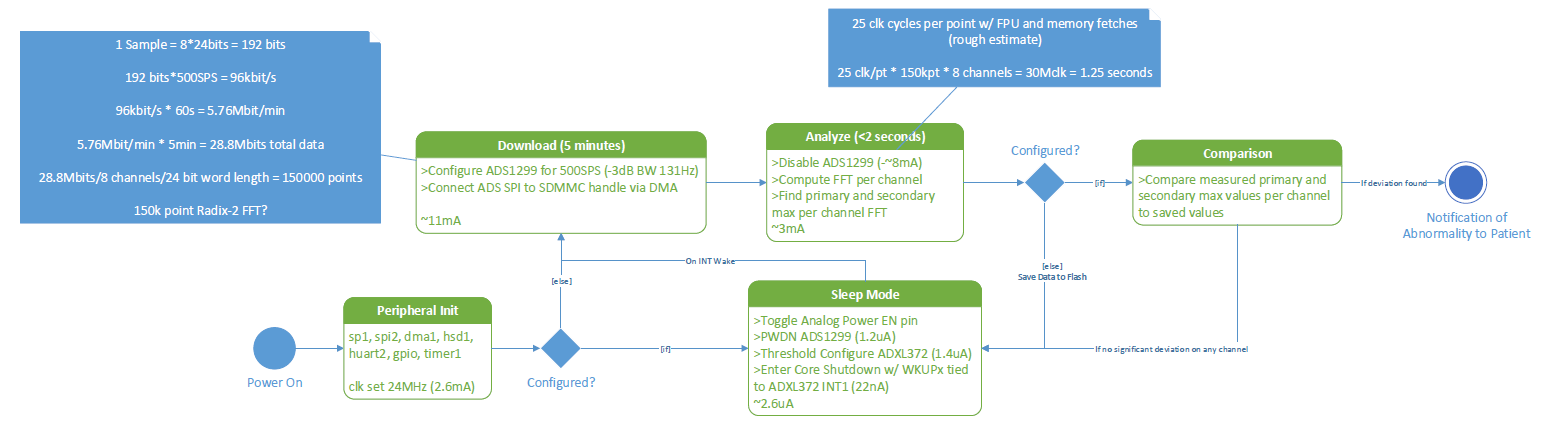 1 Sample = 8*24bits = 192 bits
192 bits*500SPS = 96kbit/s
96kbit/s * 60s = 5.76Mbit/min
5.76Mbit/min * 5min = 28.8Mbits total data
28.8Mbits/8 channels/24 bit word length = 150000 points
150k point Radix-2 FFT?
25 clk cycles per point w/ FPU and memory fetches
(rough estimate)
25 clk/pt * 150kpt * 8 channels = 30Mclk = 1.25 seconds
Download (5 minutes)
>Configure ADS1299 for 500SPS (-3dB BW 131Hz)
>Connect ADS SPI to SDMMC handle via DMA
~11mA
Analyze (<2 seconds)
>Disable ADS1299 (-~8mA)
>Compute FFT per channel
>Find primary and secondary
max per channel FFT
~3mA
Configured?
[if]
[else]
Save Data to Flash
Comparison
>Compare measured primary and
secondary max values per channel
to saved values
If deviation found
Notification of
Abnormality to Patient
If no significant deviation on any channel
On INT Wake
[else]
Power On
Peripheral Init
sp1, spi2, dma1, hsd1,
huart2, gpio, timer1
clk set 24MHz (2.6mA)
Configured?
[if]
Sleep Mode
>Toggle Analog Power EN pin
>PWDN ADS1299 (1.2uA)
>Threshold Configure ADXL372 (1.4uA)
>Enter Core Shutdown w/ WKUPx tied
to ADXL372 INT1 (22nA)
~2.6uA